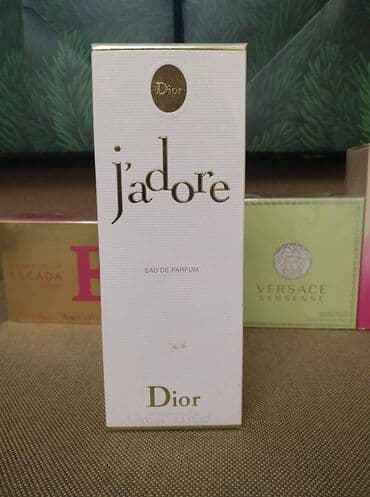 Dior
j'adore
EAU DE PARFUM
Dior
ESCADA
VERSACE
VERSENSE